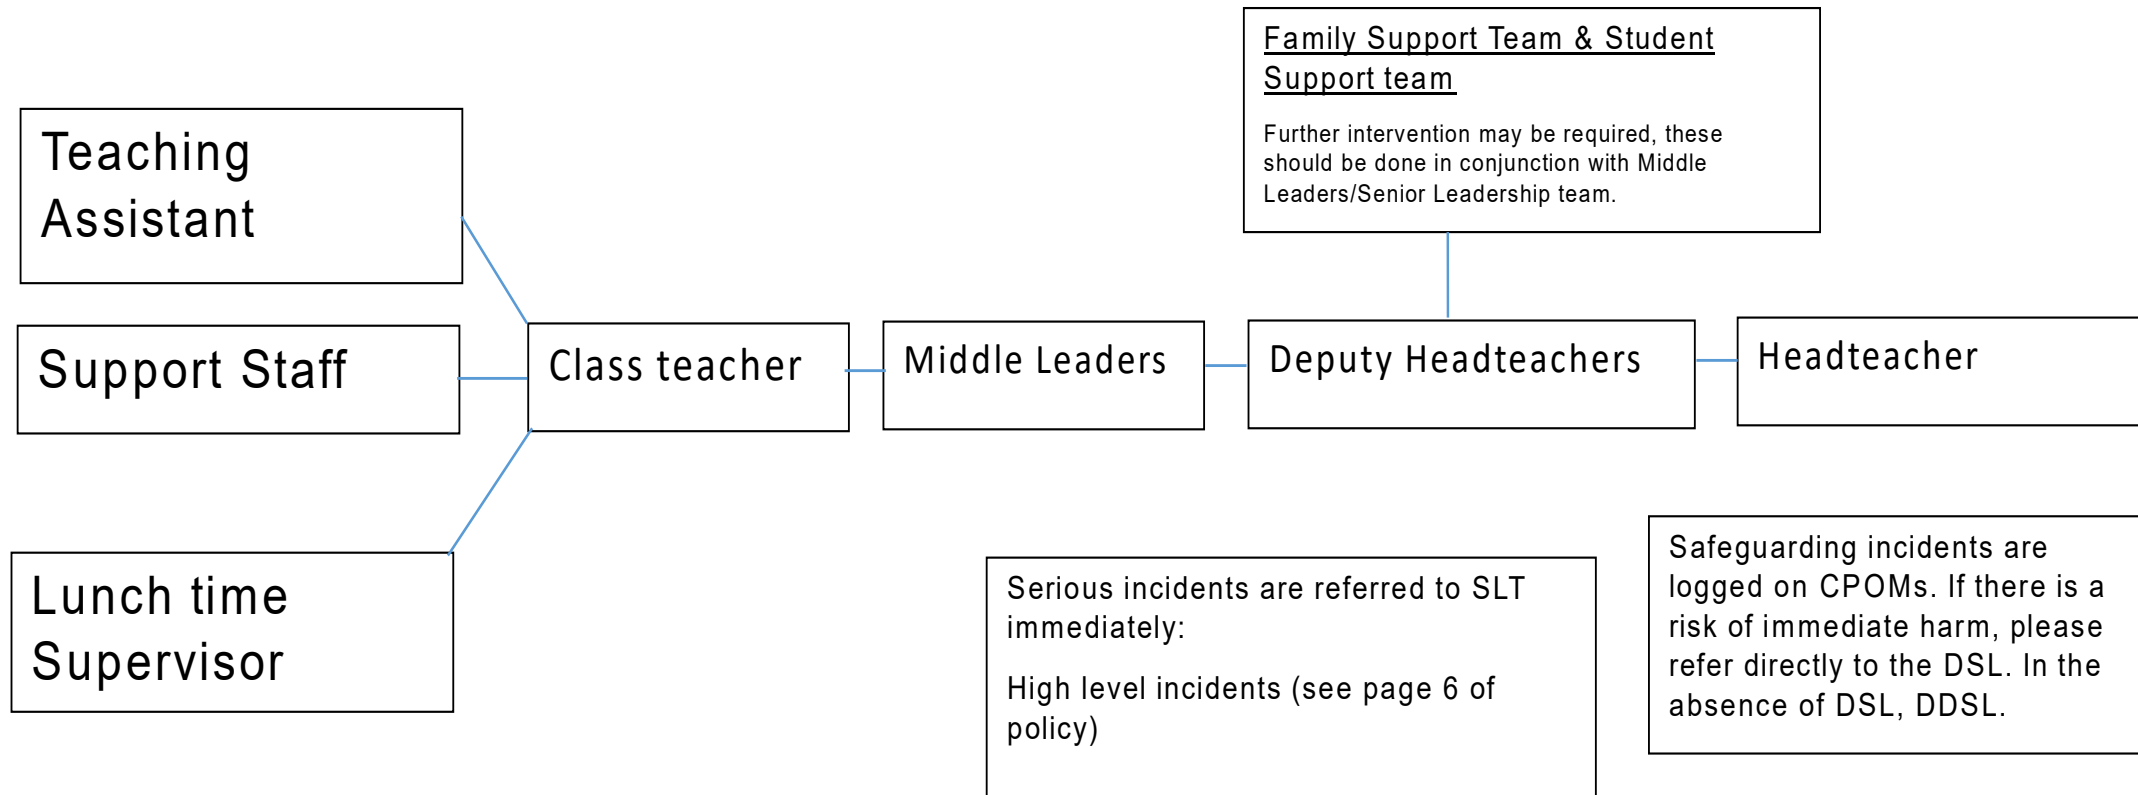 Family Support Team & Student
Support team
Further intervention may be required, these
should be done in conjunction with Middle
Leaders/Senior Leadership team.
Teaching
Assistant
Support Staff
Class teacher
Middle Leaders
Deputy Headteachers
Headteacher
Lunch time
Supervisor
Serious incidents are referred to SLT
immediately:
High level incidents (see page 6 of
policy)
Safeguarding incidents are
logged on CPOMs. If there is a
risk of immediate harm, please
refer directly to the DSL. In the
absence of DSL, DDSL.